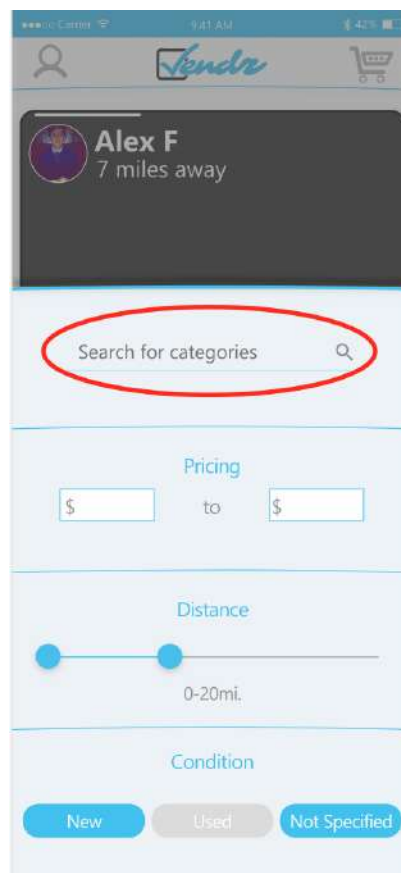 Carrier 9:41 AM 42%
Vendr
Alex F
7 miles away
Search for categories
Pricing
$ to $
Distance
0-20mi.
Condition
New Used Not Specified